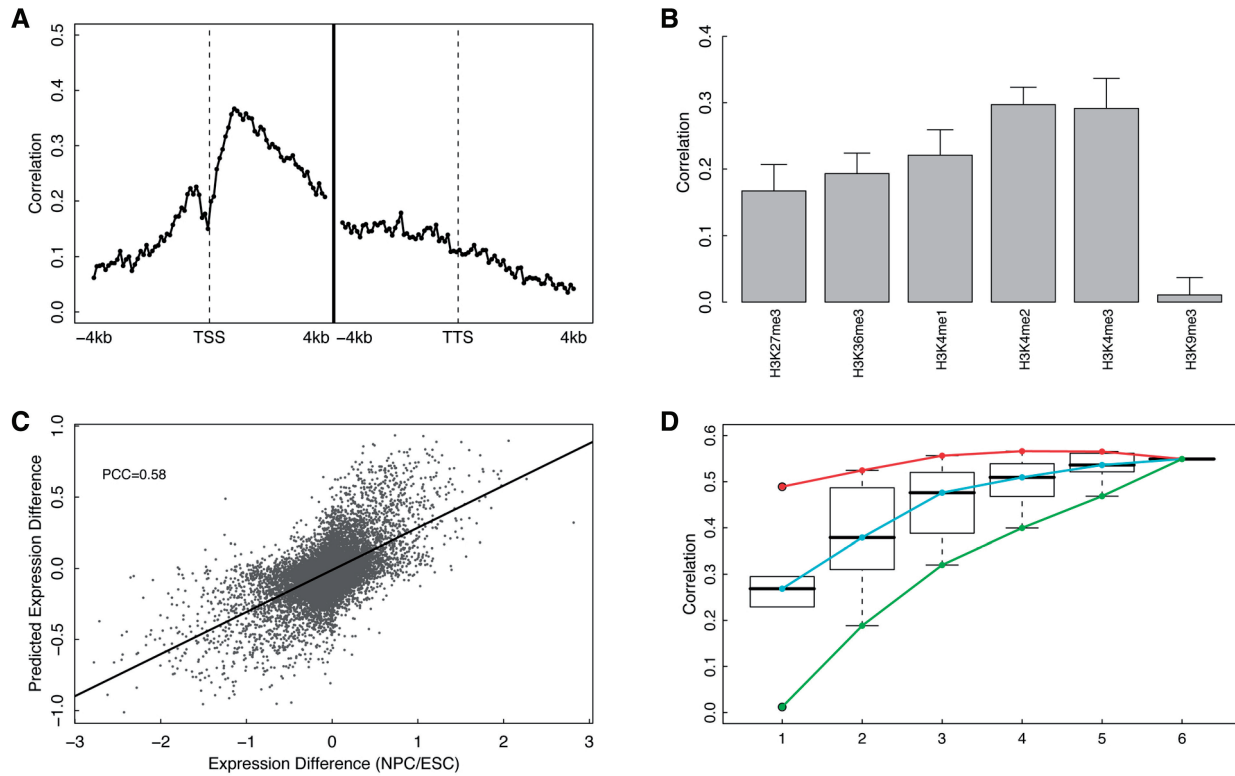 A
Correlation
0.5
0.4
0.3
0.2
0.1
0.0
−4kb
TSS
4kb
−4kb
TTS
4kb
B
Correlation
0.4
0.3
0.2
0.1
0.0
H3K27me3
H3K36me3
H3K4me1
H3K4me2
H3K4me3
H3K9me3
C
Predicted Expression Difference
1.0
0.5
0.0
−0.5
−1.0
PCC=0.58
−3
−2
−1
0
1
2
3
Expression Difference (NPC/ESC)
D
Correlation
0.6
0.5
0.4
0.3
0.2
0.1
0.0
1
2
3
4
5
6